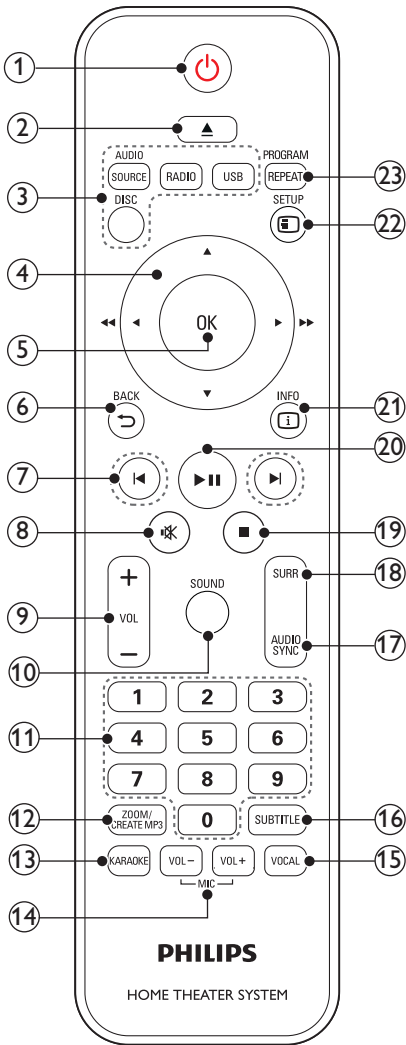 1
2
AUDIO
PROGRAM
SOURCE RADIO USB REPEAT
23
3
DISC
SETUP
22
4
OK
5
BACK
INFO
6
21
20
7
8
19
SURR
18
+
SOUND
9
VOL
AUDIO
SYNC
17
−
10
1 2 3
11
4 5 6
7 8 9
12
ZOOM/
CREATE MP3
0
SUBTITLE
16
13
KARAOKE VOL− VOL+ VOCAL
15
MIC
14
PHILIPS
HOME THEATER SYSTEM